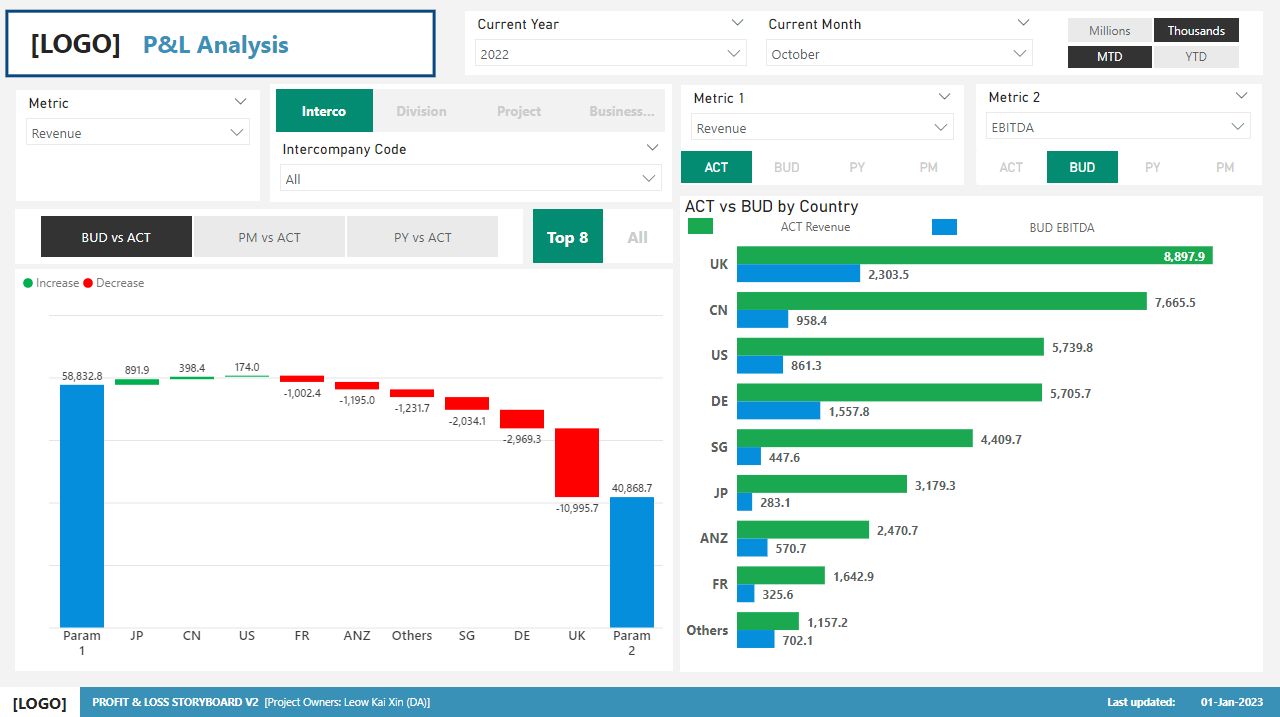 [LOGO] P&L Analysis
Current Year
2022
Current Month
October
Millions Thousands
MTD YTD
Metric
Revenue
Interco Division Project Business...
Intercompany Code
All
Metric 1
Revenue
ACT BUD PY PM
Metric 2
EBITDA
ACT BUD PY PM
BUD vs ACT PM vs ACT PY vs ACT
Top 8 All
Increase Decrease
58,832.8
891.9
398.4
174.0
-1,002.4
-1,195.0
-1,231.7
-2,034.1
-2,969.3
-10,995.7
40,868.7
Param 1 JP CN US FR ANZ Others SG DE UK Param 2
ACT vs BUD by Country
ACT Revenue BUD EBITDA
UK 8,897.9
2,303.5
CN 7,665.5
958.4
US 5,739.8
861.3
DE 5,705.7
1,557.8
SG 4,409.7
447.6
JP 3,179.3
283.1
ANZ 2,470.7
570.7
FR 1,642.9
325.6
Others 1,157.2
702.1
[LOGO] PROFIT & LOSS STORYBOARD V2 [Project Owners: Leow Kai Xin (DA)] Last updated: 01-Jan-2023